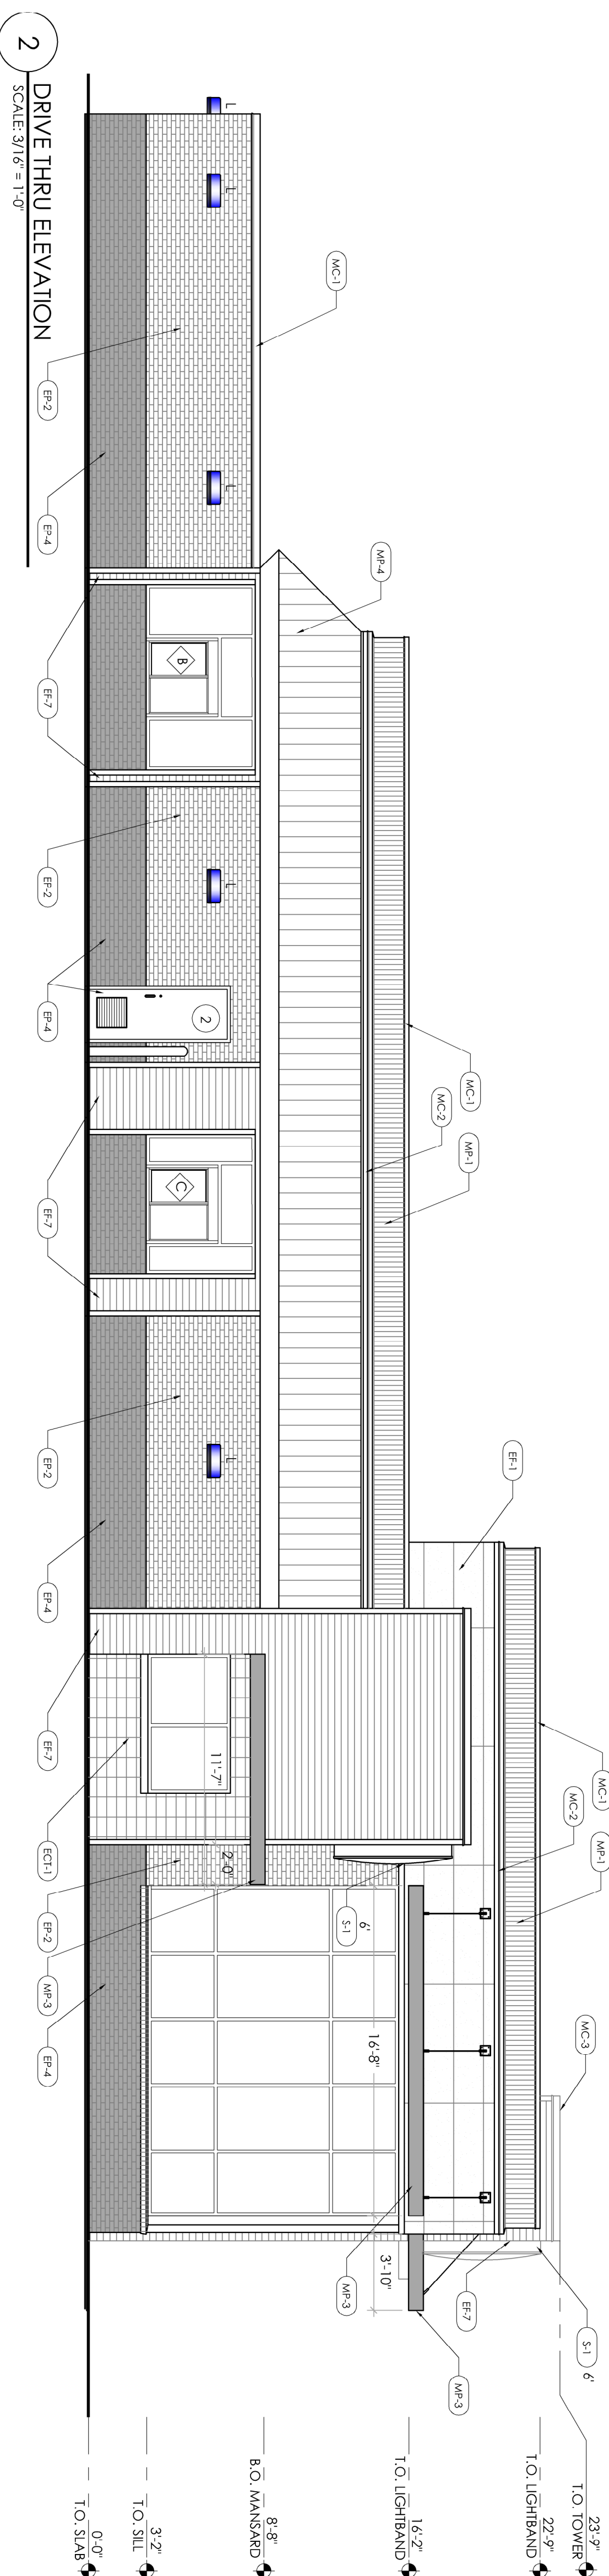 2
DRIVE THRU ELEVATION
SCALE: 3/16" = 1'-0"
23'-9"
T.O. TOWER
22'-9"
T.O. LIGHTBAND
16'-2"
T.O. LIGHTBAND
8'-8"
B.O. MANSARD
3'-2"
T.O. SILL
0'-0"
T.O. SLAB
MC-1
MP-4
MC-1
MC-2
MP-1
EF-1
MC-1
MC-2
MP-1
MC-3
S-1
6'
EF-7
MP-3
MP-3
3'-10"
16'-8"
S-1
6'
2'-0"
11'-7"
L
L
L
L
L
B
2
C
EP-2
EP-4
EF-7
EP-2
EP-4
EF-7
EP-2
EP-4
EF-7
ECT-1
EP-2
MP-3
EP-4